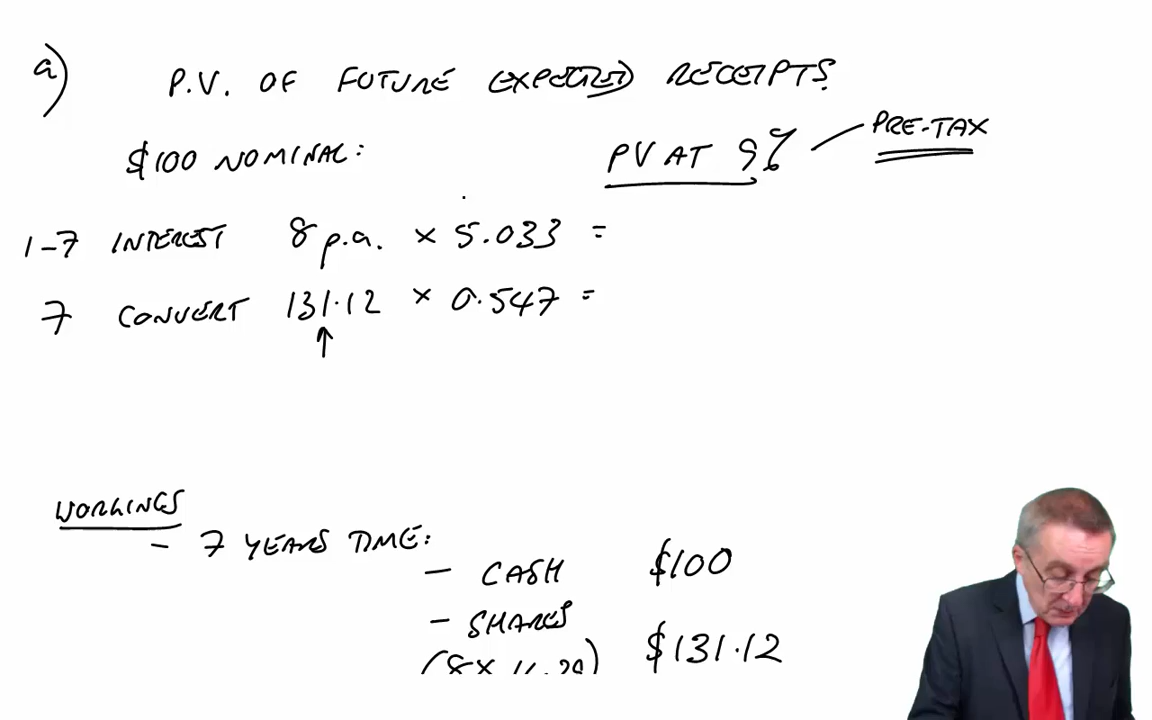 a) P.V. OF FUTURE EXPECTED RECEIPTS
$100 NOMINAL: PV AT 9% PRE-TAX
1-7 INTEREST 8 p.a. × 5.033 =
7 CONVERT 131.12 × 0.547 =
WORKINGS
- 7 YEARS TIME:
- CASH $100
- SHARES
$131.12